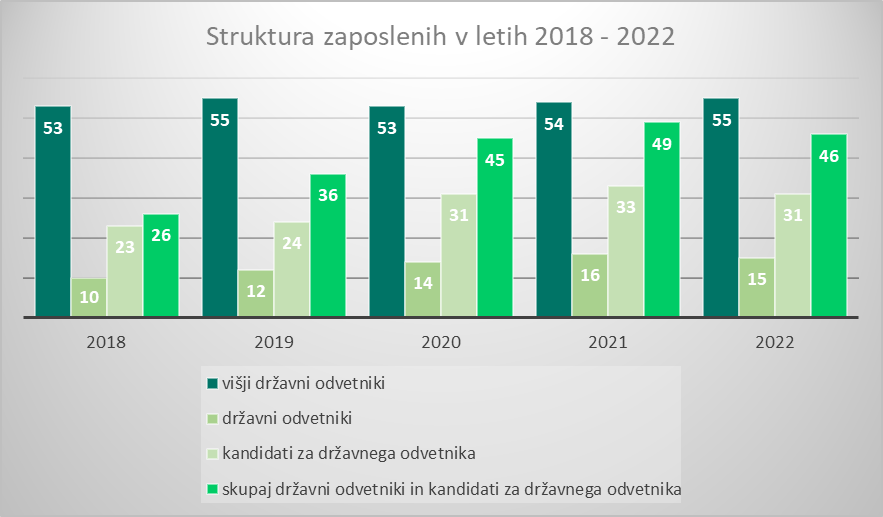 Struktura zaposlenih v letih 2018 - 2022
53 10 23 26
55 12 24 36
53 14 31 45
54 16 33 49
55 15 31 46
2018 2019 2020 2021 2022
višji državni odvetniki
državni odvetniki
kandidati za državnega odvetnika
skupaj državni odvetniki in kandidati za državnega odvetnika